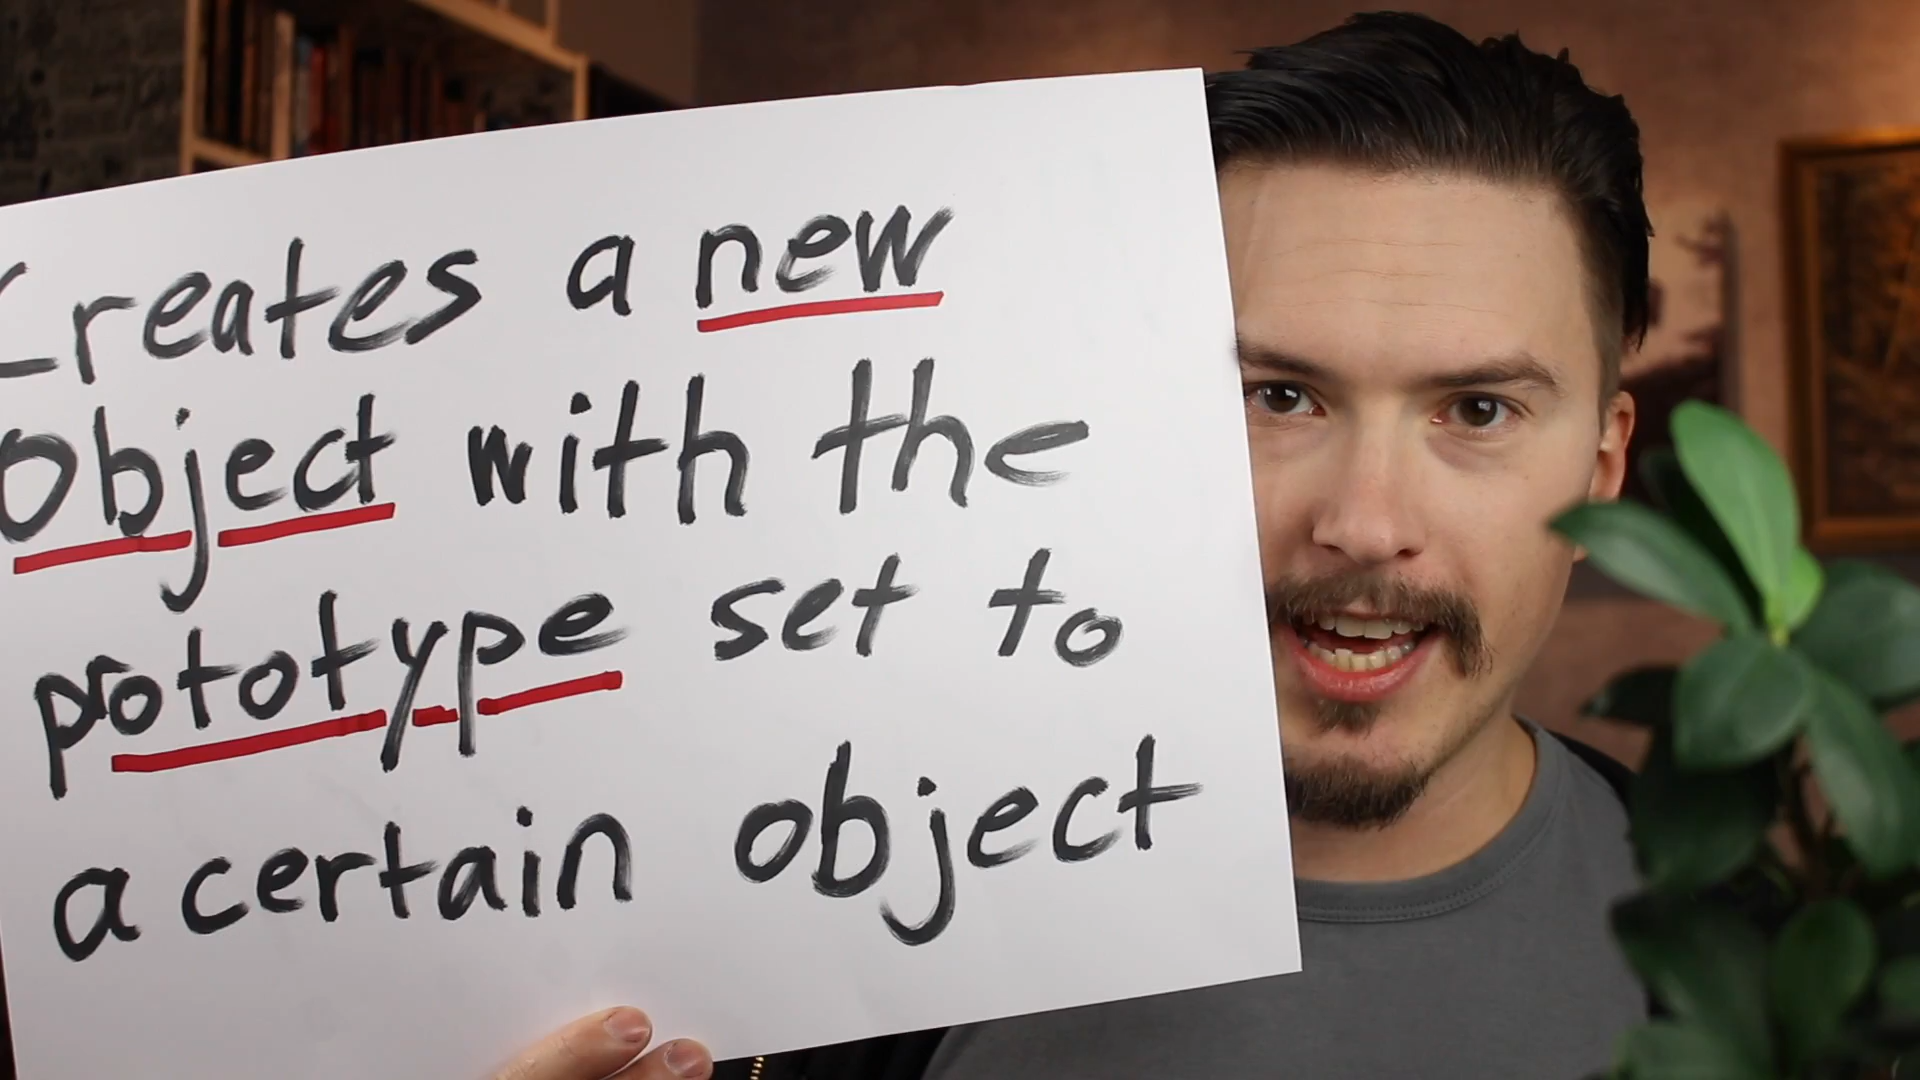 Creates a new
object with the
prototype set to
a certain object